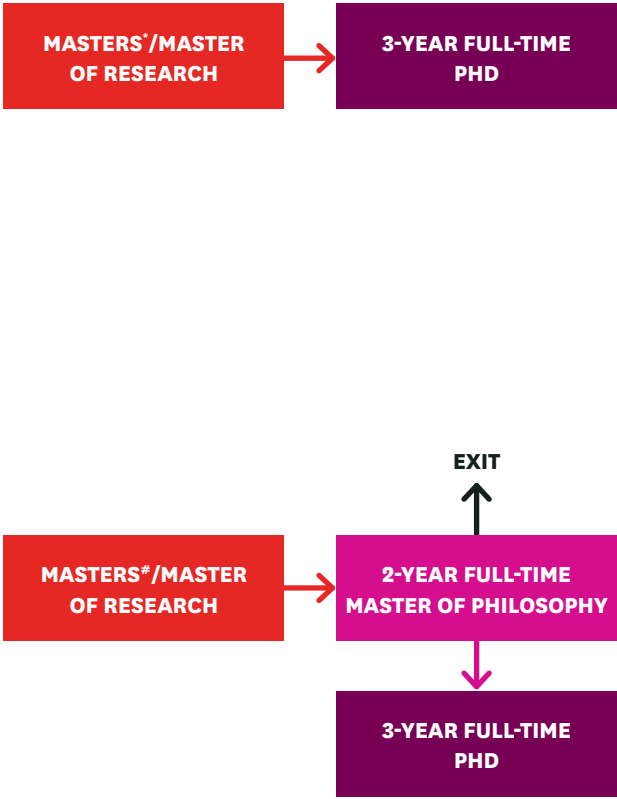 MASTERS*/MASTER
OF RESEARCH
3-YEAR FULL-TIME
PHD
EXIT
MASTERS#/MASTER
OF RESEARCH
2-YEAR FULL-TIME
MASTER OF PHILOSOPHY
3-YEAR FULL-TIME
PHD